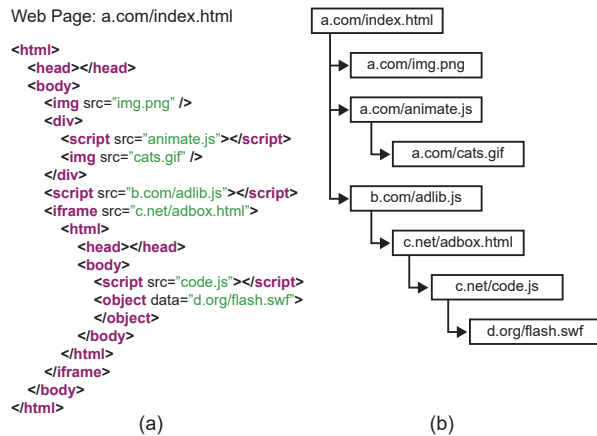 Web Page: a.com/index.html
<html>
<head></head>
<body>
<img src="img.png" />
<div>
<script src="animate.js"></script>
<img src="cats.gif" />
</div>
<script src="b.com/adlib.js"></script>
<iframe src="c.net/adbox.html">
<html>
<head></head>
<body>
<script src="code.js"></script>
<object data="d.org/flash.swf">
</object>
</body>
</html>
</iframe>
</body>
</html>
(a)
a.com/index.html
a.com/img.png
a.com/animate.js
a.com/cats.gif
b.com/adlib.js
c.net/adbox.html
c.net/code.js
d.org/flash.swf
(b)